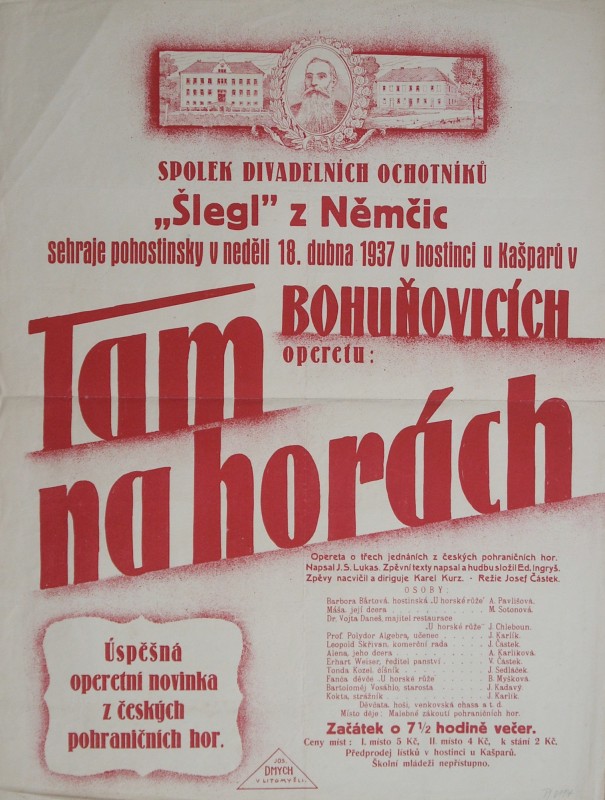 SPOLEK DIVADELNÍCH OCHOTNÍKŮ
„Šlegl” z Němčic
sehraje pohostinsky v neděli 18. dubna 1937 v hostinci u Kašparů v
BOHUŇOVICÍCH
operetu:
Tam
na horách
Opereta o třech jednáních z českých pohraničních hor.
Napsal J. S. Lukas. Zpěvní texty napsal a hudbu složil Ed. Ingryš.
Zpěvy nacvičil a diriguje Karel Kurz. - Režie Josef Částek.
OSOBY:
Barbora Bártová, hostinská „U horské růže” A. Pavlišová.
Máša, její dcera . . . . . . . . M. Sotonová.
Dr. Vojta Daneš, majitel restaurace
„U horské růže” J. Chleboun.
Prof. Polydor Algebra, učenec . . . . J. Karlík.
Leopold Skřivan, komerční rada . . . . J. Částek.
Alena, jeho dcera . . . . . . . A. Karlíková.
Erhart Weiser, ředitel panství . . . . V. Částek.
Tonda Kozel, číšník . . . . . . J. Sedláček.
Fanča děvče „U horské růže” . . . . B. Myšková.
Bartoloměj Vosáhlo, starosta . . . . J. Kadavý.
Kokta, strážník . . . . . . . . J. Karlík.
Děvčata, hoši, venkovská chasa a t. d.
Místo děje: Malebné zákoutí pohraničních hor.
Začátek o 7½ hodině večer.
Ceny míst: I. místo 5 Kč, II. místo 4 Kč, k stání 2 Kč.
Předprodej lístků v hostinci u Kašparů.
Školní mládeži nepřístupno.
Úspěšná
operetní novinka
z českých
pohraničních hor.
JOS.
DMYCH
V LITOMYŠLI.